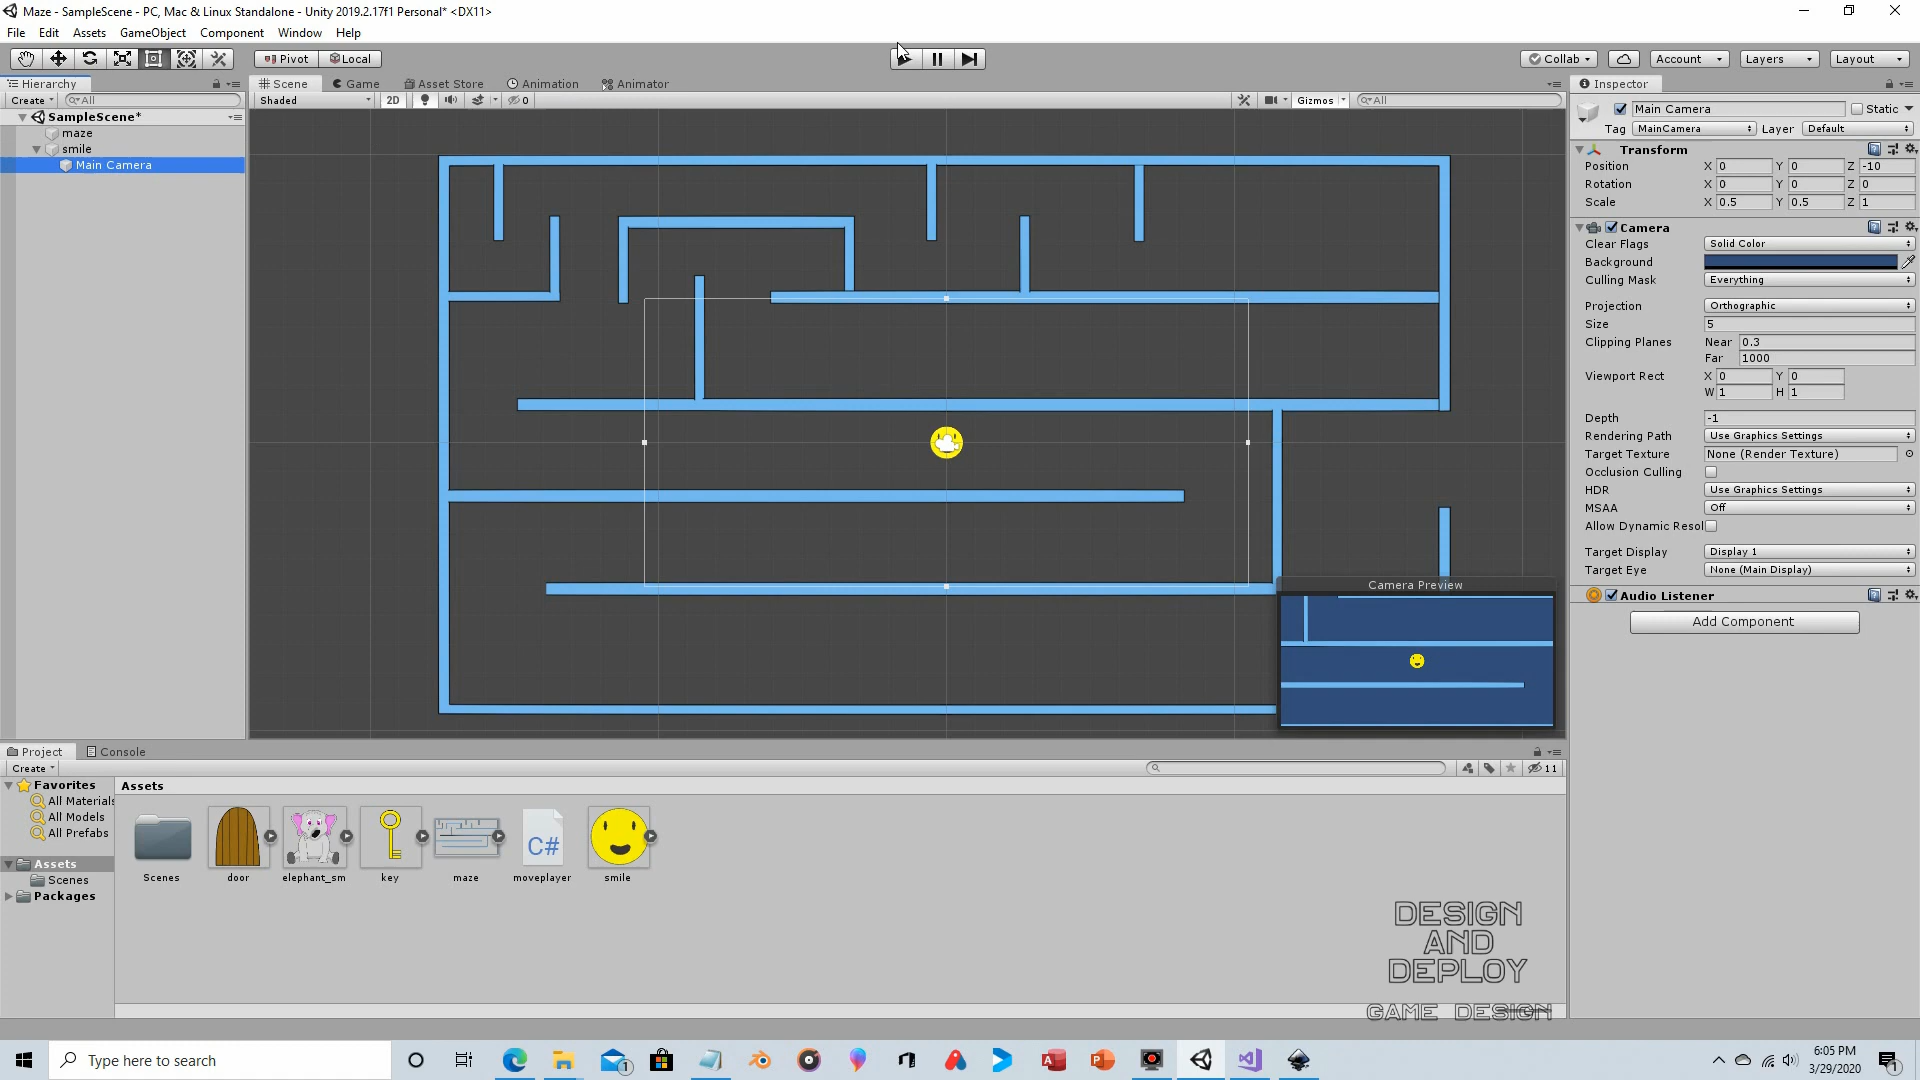 Maze - SampleScene - PC, Mac & Linux Standalone - Unity 2019.2.17f1 Personal* <DX11>
File Edit Assets GameObject Component Window Help
Pivot Local Collab Account Layers Layout
Hierarchy Scene Game Asset Store Animation Animator Inspector
Create All Shaded 2D 0 Gizmos All
SampleScene*
maze
smile
Main Camera
Main Camera Static
Tag MainCamera Layer Default
Transform
Position X 0 Y 0 Z -10
Rotation X 0 Y 0 Z 0
Scale X 0.5 Y 0.5 Z 1
Camera
Clear Flags Solid Color
Background
Culling Mask Everything
Projection Orthographic
Size 5
Clipping Planes Near 0.3
Far 1000
Viewport Rect X 0 Y 0
W 1 H 1
Depth -1
Rendering Path Use Graphics Settings
Target Texture None (Render Texture)
Occlusion Culling
HDR Use Graphics Settings
MSAA Off
Allow Dynamic Resol
Target Display Display 1
Target Eye None (Main Display)
Audio Listener
Add Component
Camera Preview
Project Console
Create 11
Favorites
All Materials
All Models
All Prefabs
Assets
Scenes
Packages
Assets
C#
Scenes door elephant_sm key maze moveplayer smile
DESIGN
AND
DEPLOY
GAME DESIGN
Type here to search
1
6:05 PM
3/29/2020
1